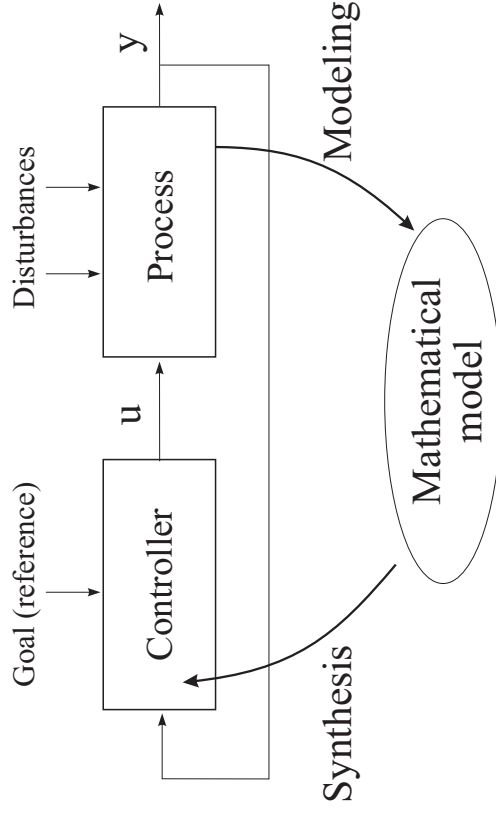 Goal (reference)
Disturbances
Controller
u
Process
y
Synthesis
Modeling
Mathematical
model